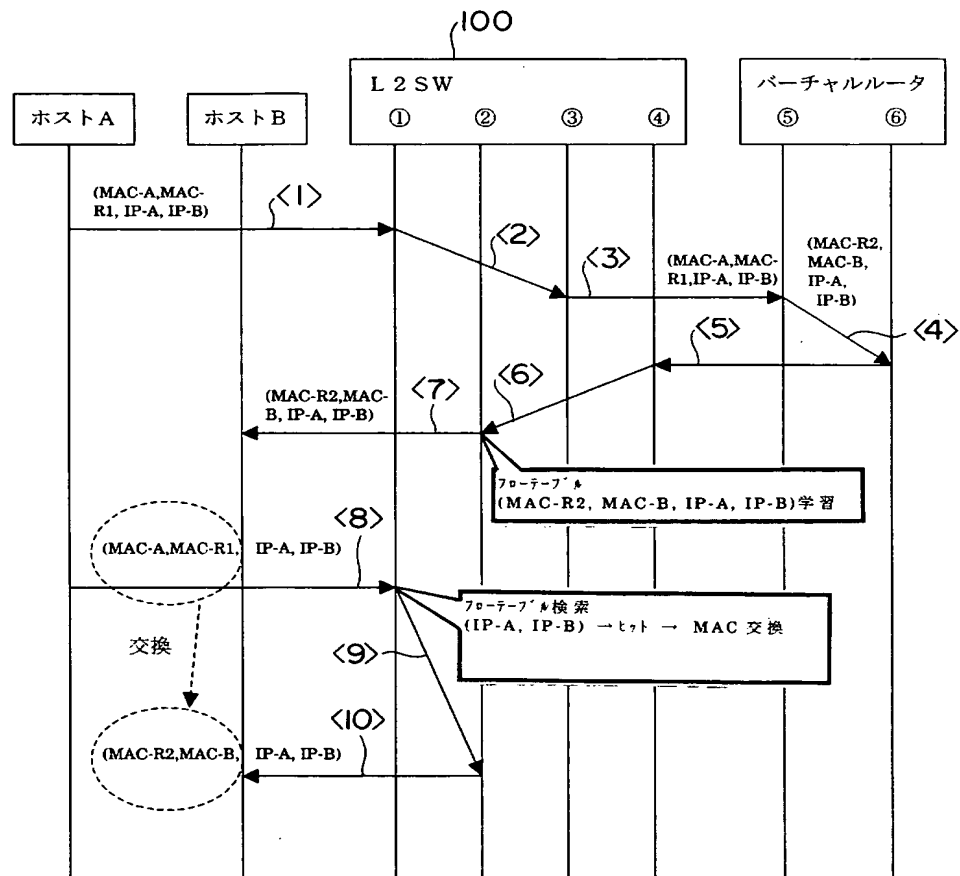 100
L2SW
バーチャルルータ
ホストA
ホストB
①
②
③
④
⑤
⑥
(MAC-A,MAC-
R1, IP-A, IP-B)
<1>
<2>
<3>
(MAC-A,MAC-
R1,IP-A, IP-B)
(MAC-R2,
MAC-B,
IP-A,
IP-B)
<4>
<5>
<6>
<7>
(MAC-R2,MAC-
B, IP-A, IP-B)
フローテーブル
(MAC-R2, MAC-B, IP-A, IP-B)学習
<8>
(MAC-A,MAC-R1, IP-A, IP-B)
フローテーブル検索
(IP-A, IP-B) →ヒット→ MAC 交換
交換
<9>
<10>
(MAC-R2,MAC-B, IP-A, IP-B)